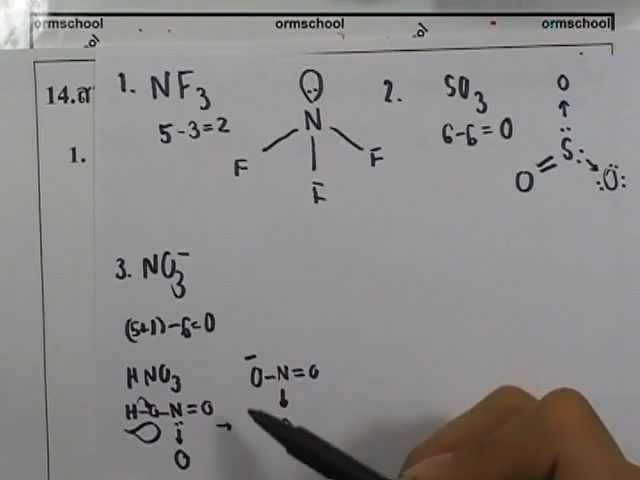 ormschool ormschool ormschool
14.ส
1.
1. NF₃
5-3=2
N
F F F
2. SO₃
6-6=0
O
S
O O
3. NO₃⁻
(5+1)-6=0
HNO₃
H-O-N=O →
O
⁻O-N=O